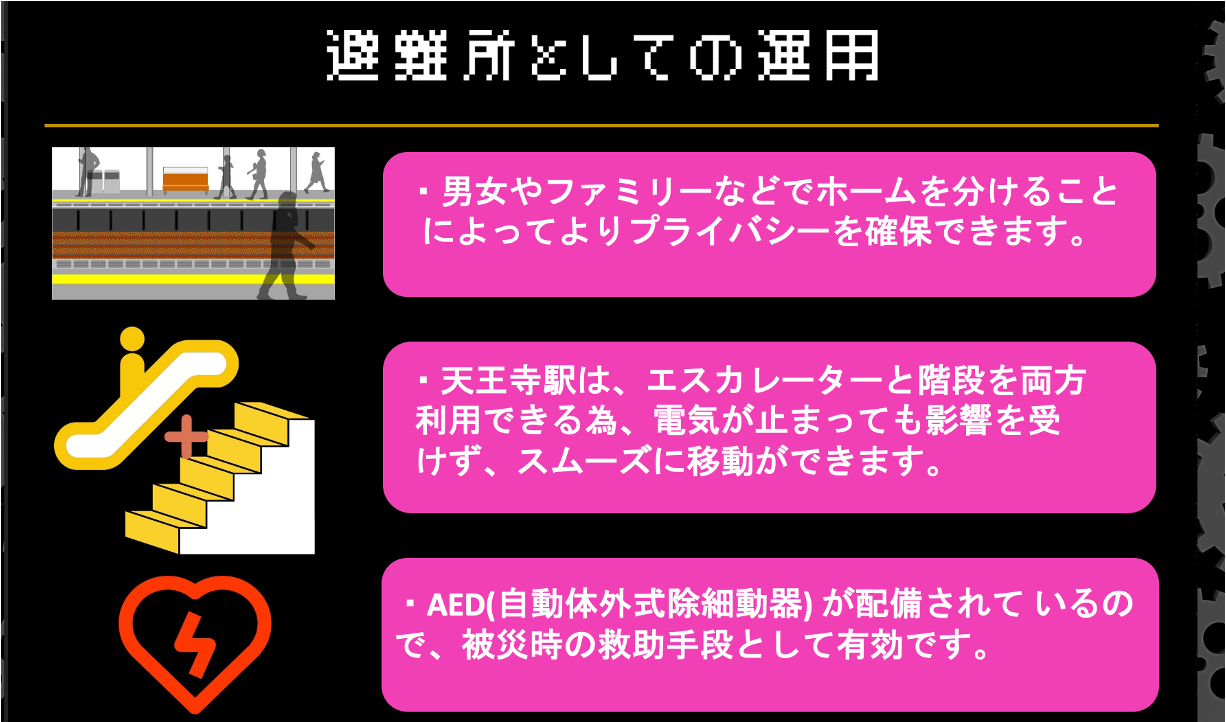 避難所としての運用
・男女やファミリーなどでホームを分けること
によってよりプライバシーを確保できます。
・天王寺駅は、エスカレーターと階段を両方
利用できる為、電気が止まっても影響を受
けず、スムーズに移動ができます。
・AED(自動体外式除細動器) が配備されて いるの
で、被災時の救助手段として有効です。